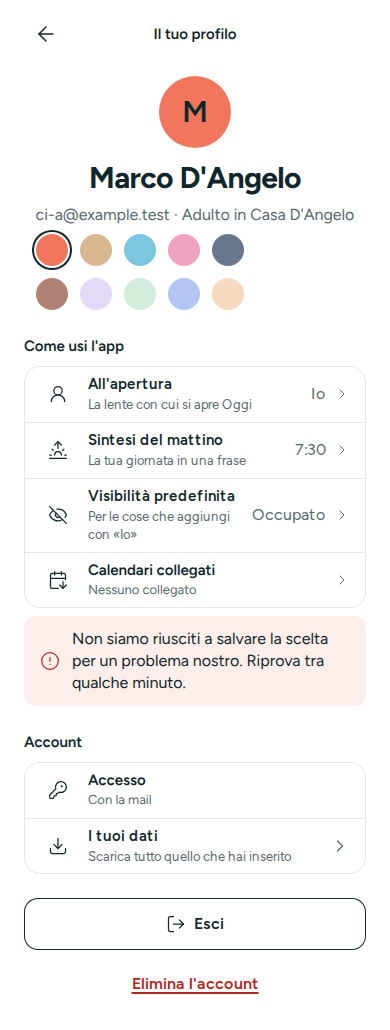 Il tuo profilo
M
Marco D'Angelo
ci-a@example.test · Adulto in Casa D'Angelo
Come usi l'app
All'apertura
La lente con cui si apre Oggi
Io
Sintesi del mattino
La tua giornata in una frase
7:30
Visibilità predefinita
Per le cose che aggiungi
con «Io»
Occupato
Calendari collegati
Nessuno collegato
Non siamo riusciti a salvare la scelta
per un problema nostro. Riprova tra
qualche minuto.
Account
Accesso
Con la mail
I tuoi dati
Scarica tutto quello che hai inserito
Esci
Elimina l'account